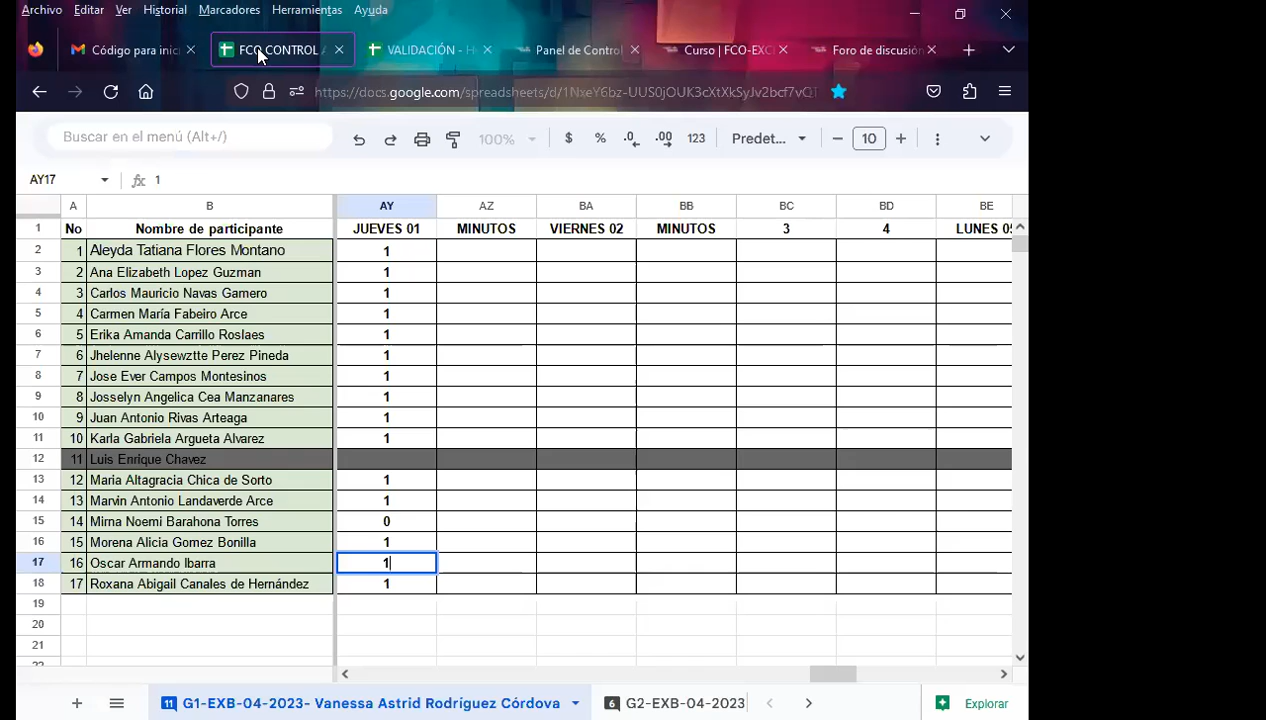 Archivo Editar Ver Historial Marcadores Herramientas Ayuda
Código para inic FCO CONTROL A VALIDACIÓN - H Panel de Control Curso | FCO-EXC Foro de discusión
https://docs.google.com/spreadsheets/d/1NxeY6bz-UUS0jOUK3cXtXkSyJv2bcf7vQ
Buscar en el menú (Alt+/) 100% $ % .0 .00 123 Predet... 10
AY17 fx 1
A B AY AZ BA BB BC BD BE
1 No Nombre de participante JUEVES 01 MINUTOS VIERNES 02 MINUTOS 3 4 LUNES 05
2 1 Aleyda Tatiana Flores Montano 1
3 2 Ana Elizabeth Lopez Guzman 1
4 3 Carlos Mauricio Navas Gamero 1
5 4 Carmen María Fabeiro Arce 1
6 5 Erika Amanda Carrillo Roslaes 1
7 6 Jhelenne Alysewztte Perez Pineda 1
8 7 Jose Ever Campos Montesinos 1
9 8 Josselyn Angelica Cea Manzanares 1
10 9 Juan Antonio Rivas Arteaga 1
11 10 Karla Gabriela Argueta Alvarez 1
12 11 Luis Enrique Chavez
13 12 Maria Altagracia Chica de Sorto 1
14 13 Marvin Antonio Landaverde Arce 1
15 14 Mirna Noemi Barahona Torres 0
16 15 Morena Alicia Gomez Bonilla 1
17 16 Oscar Armando Ibarra 1
18 17 Roxana Abigail Canales de Hernández 1
19
20
21
22
11 G1-EXB-04-2023- Vanessa Astrid Rodríguez Córdova 6 G2-EXB-04-2023 Explorar